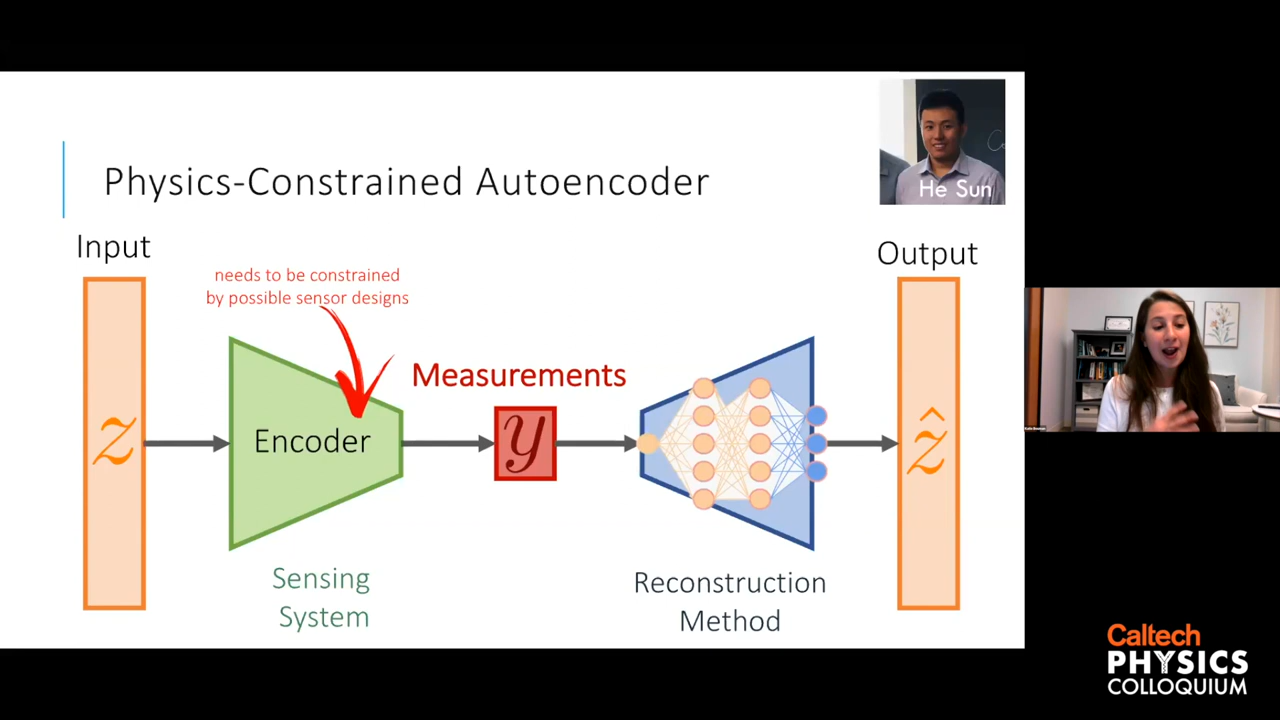 He Sun
Physics-Constrained Autoencoder
Input
Output
needs to be constrained
by possible sensor designs
Measurements
z
Encoder
y
ẑ
Sensing
System
Reconstruction
Method
Caltech
PHYSICS
COLLOQUIUM